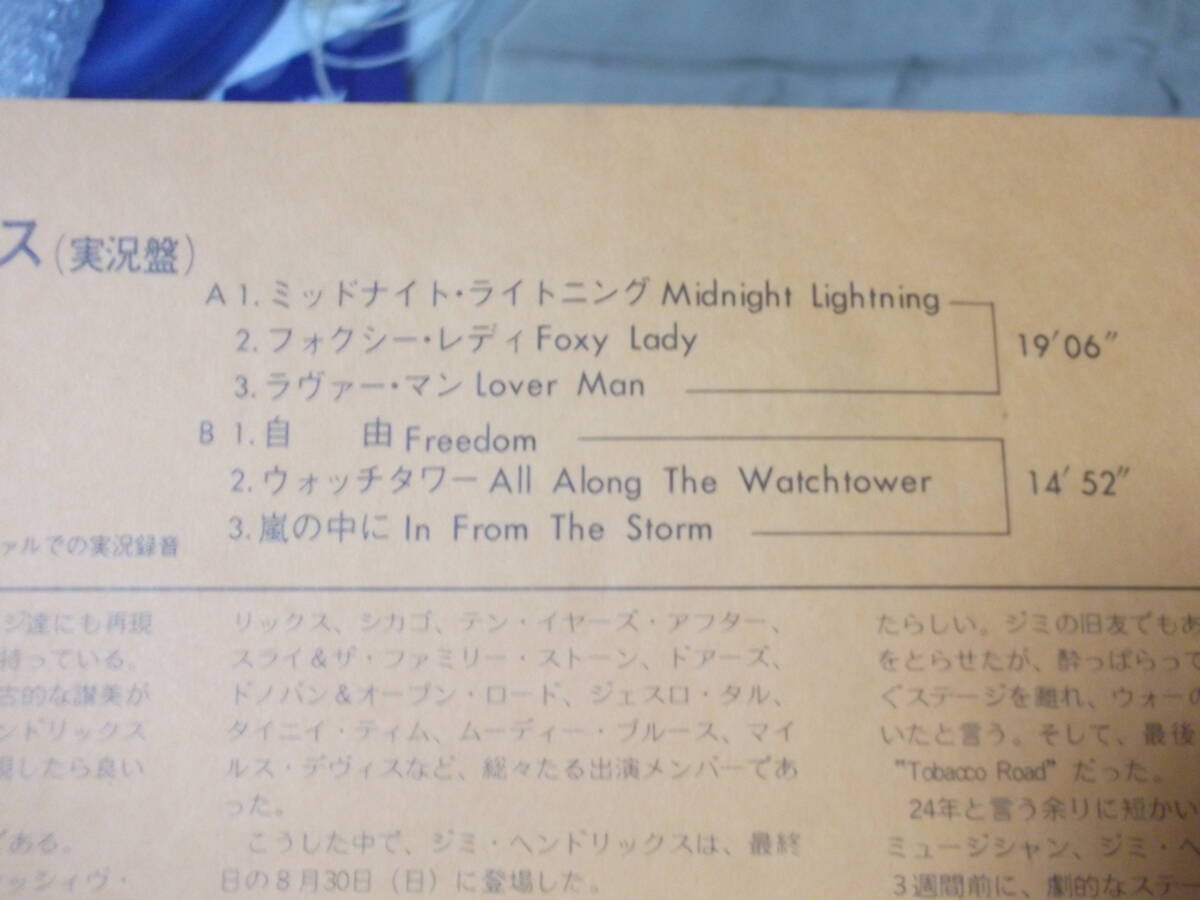 ス(実況盤)
A 1. ミッドナイト・ライトニング Midnight Lightning
2. フォクシー・レディ Foxy Lady
3. ラヴァー・マン Lover Man
19′06″
B 1. 自 由 Freedom
2. ウォッチタワー All Along The Watchtower
3. 嵐の中に In From The Storm
14′52″
ァルでの実況録音
ジ達にも再現
持っている。
古的な讃美が
ンドリックス
現したら良い
である。
ッシィヴ・
リックス、シカゴ、テン・イヤーズ・アフター、
スライ&ザ・ファミリー・ストーン、ドアーズ、
ドノバン&オープン・ロード、ジェスロ・タル、
タイニイ・ティム、ムーディー・ブルース、マイ
ルス・デヴィスなど、総々たる出演メンバーであ
った。
こうした中で、ジミ・ヘンドリックスは、最終
日の8月30日(日)に登場した。
たらしい。ジミの旧友でもあ
をとらせたが、酔っぱらって
ぐステージを離れ、ウォーの
いたと言う。そして、最後
"Tobacco Road"だった。
24年と言う余りに短かい
ミュージシャン、ジミ・ヘ
3週間前に、劇的なステー